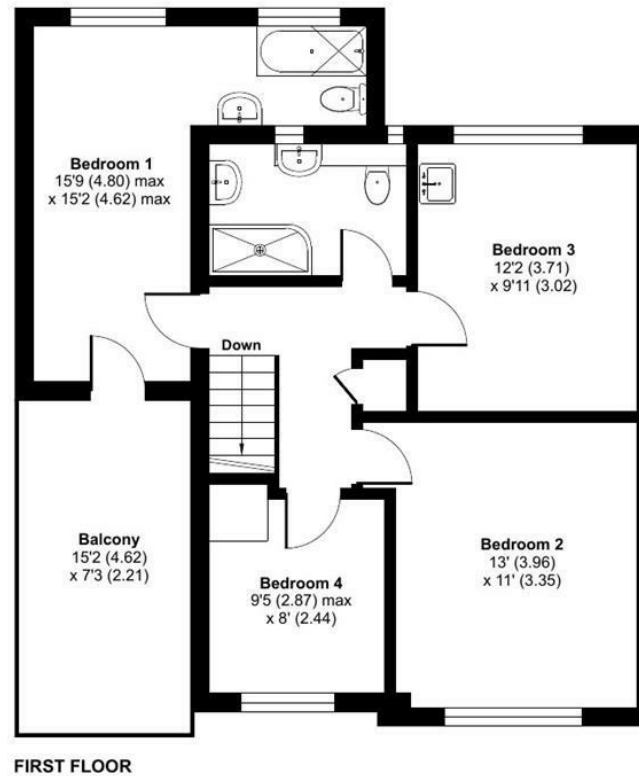 Bedroom 1
15'9 (4.80) max
x 15'2 (4.62) max
Bedroom 3
12'2 (3.71)
x 9'11 (3.02)
Down
Balcony
15'2 (4.62)
x 7'3 (2.21)
Bedroom 4
9'5 (2.87) max
x 8' (2.44)
Bedroom 2
13' (3.96)
x 11' (3.35)
FIRST FLOOR